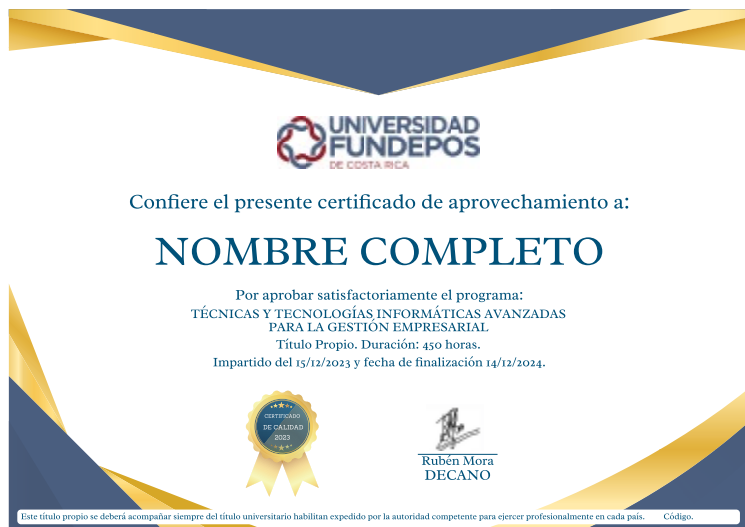 UNIVERSIDAD
FUNDEPOS
DE COSTA RICA
Confiere el presente certificado de aprovechamiento a:
NOMBRE COMPLETO
Por aprobar satisfactoriamente el programa:
TÉCNICAS Y TECNOLOGÍAS INFORMÁTICAS AVANZADAS
PARA LA GESTIÓN EMPRESARIAL
Título Propio. Duración: 450 horas.
Impartido del 15/12/2023 y fecha de finalización 14/12/2024.
CERTIFICADO
DE CALIDAD
2023
Rubén Mora
DECANO
Este título propio se deberá acompañar siempre del título universitario habilitan expedido por la autoridad competente para ejercer profesionalmente en cada país. Código.